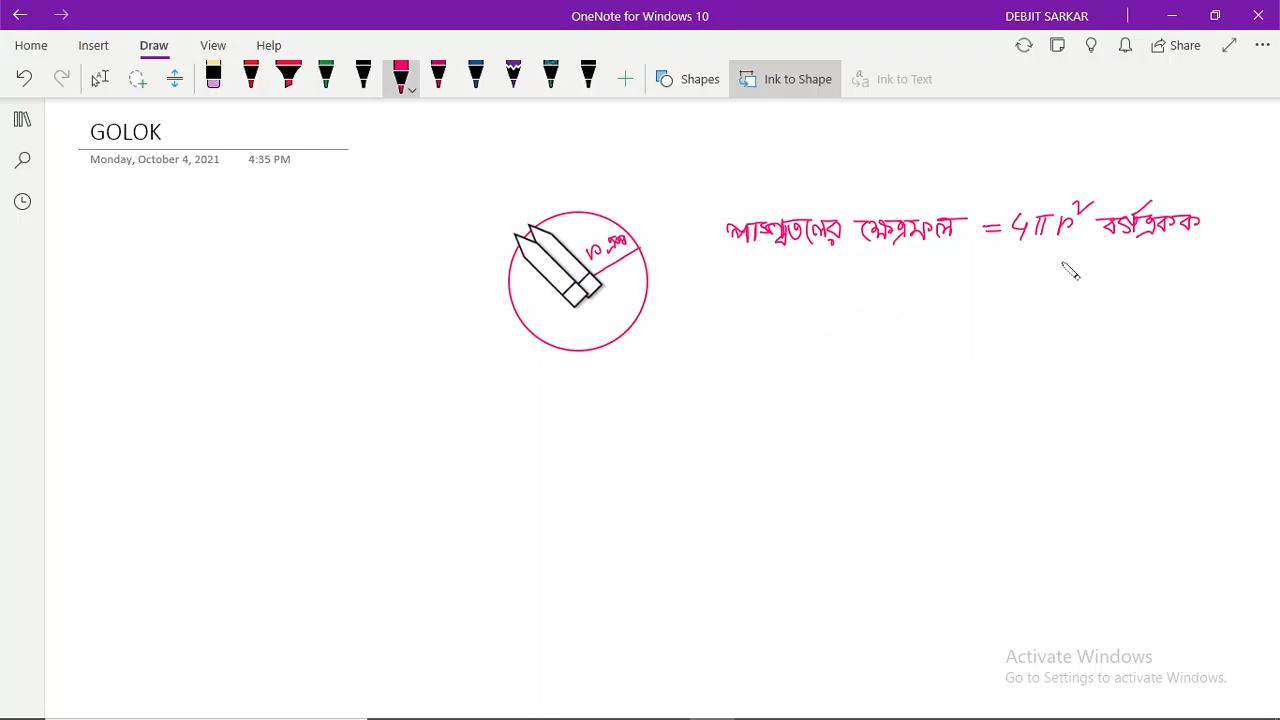 OneNote for Windows 10
DEBJIT SARKAR
Home Insert Draw View Help
Share
Shapes
Ink to Shape
Ink to Text
GOLOK
Monday, October 4, 2021 4:35 PM
r একক
পার্শ্বতলের ক্ষেত্রফল = 4πr² বর্গএকক
Activate Windows
Go to Settings to activate Windows.